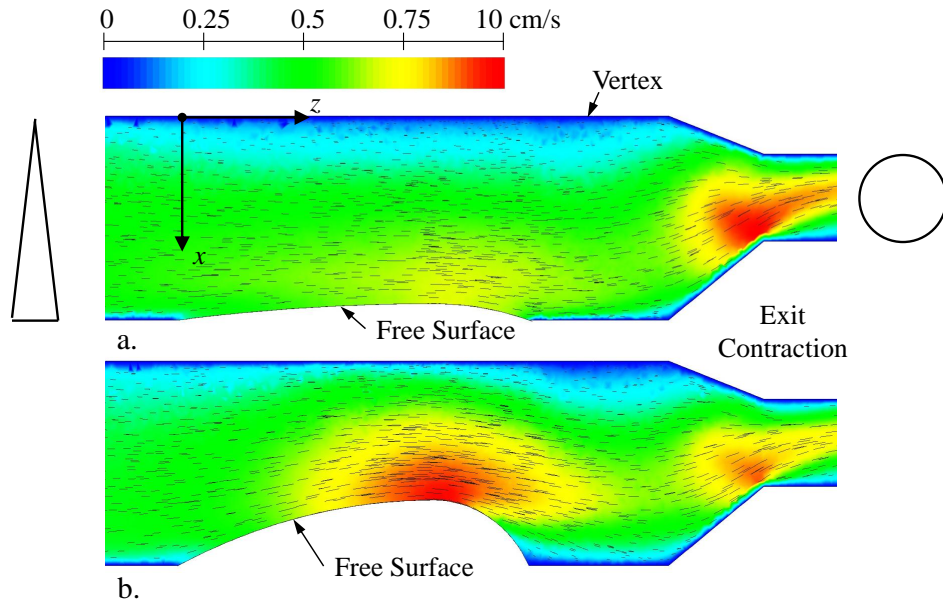 0 0.25 0.5 0.75 10 cm/s
Vertex
z
x
Free Surface
a.
Exit
Contraction
Free Surface
b.